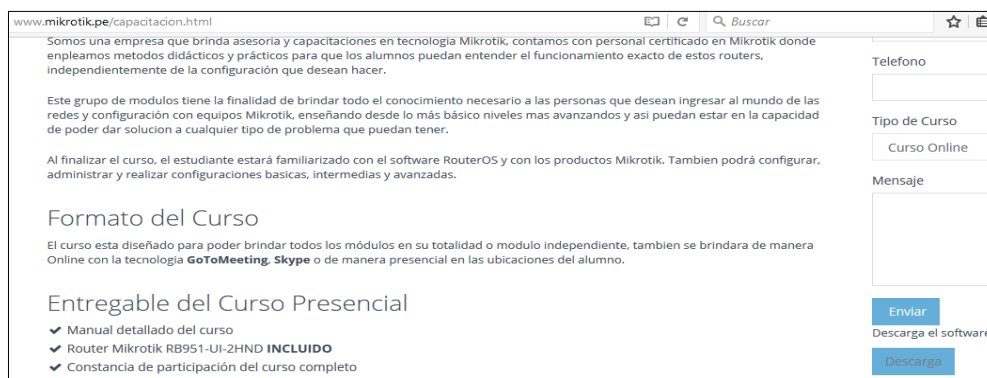 www.mikrotik.pe/capacitacion.html
Buscar
Somos una empresa que brinda asesoria y capacitaciones en tecnologia Mikrotik, contamos con personal certificado en Mikrotik donde
empleamos metodos didácticos y prácticos para que los alumnos puedan entender el funcionamiento exacto de estos routers,
independientemente de la configuración que desean hacer.
Este grupo de modulos tiene la finalidad de brindar todo el conocimiento necesario a las personas que desean ingresar al mundo de las
redes y configuración con equipos Mikrotik, enseñando desde lo más básico niveles mas avanzandos y asi puedan estar en la capacidad
de poder dar solucion a cualquier tipo de problema que puedan tener.
Al finalizar el curso, el estudiante estará familiarizado con el software RouterOS y con los productos Mikrotik. Tambien podrá configurar,
administrar y realizar configuraciones basicas, intermedias y avanzadas.
Formato del Curso
El curso esta diseñado para poder brindar todos los módulos en su totalidad o modulo independiente, tambien se brindara de manera
Online con la tecnologia GoToMeeting, Skype o de manera presencial en las ubicaciones del alumno.
Entregable del Curso Presencial
Manual detallado del curso
Router Mikrotik RB951-UI-2HND INCLUIDO
Constancia de participación del curso completo
Telefono
Tipo de Curso
Curso Online
Mensaje
Enviar
Descarga el software
Descarga